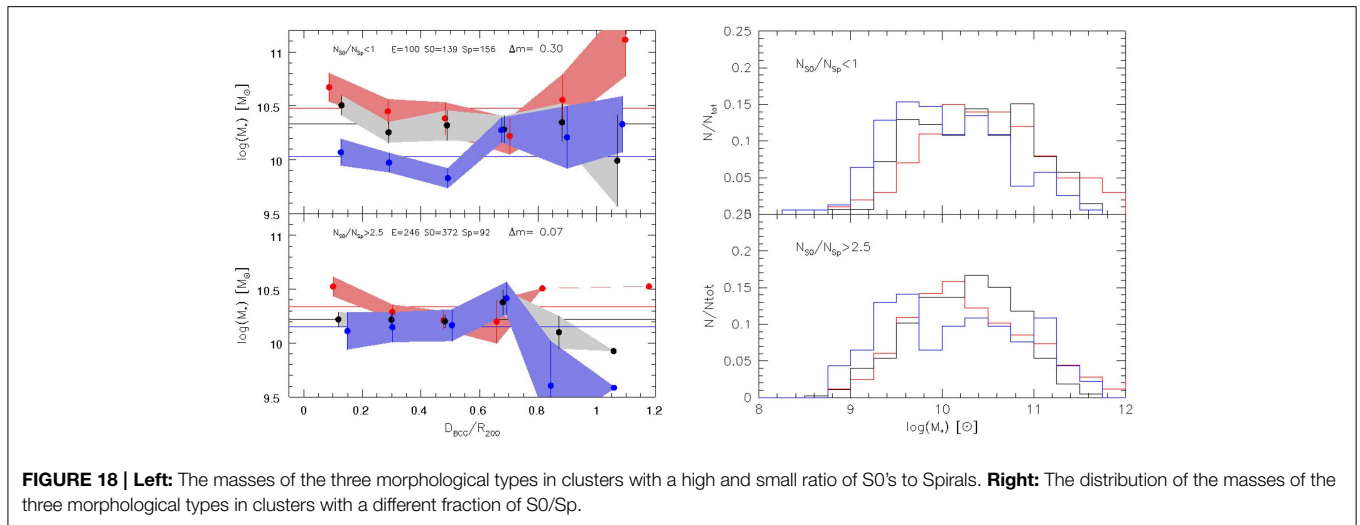 N_S0/N_Sp<1 E=100 S0=139 Sp=156 Δm= 0.30
11
10.5
10
9.5
log(M_*) [M_⊙]
N_S0/N_Sp>2.5 E=246 S0=372 Sp=92 Δm= 0.07
11
10.5
10
9.5
log(M_*) [M_⊙]
0 0.2 0.4 0.6 0.8 1 1.2
D_BCG/R_200
0.25
0.2
0.15
0.1
0.05
N/N_tot
N_S0/N_Sp<1
0.25
0.2
0.15
0.1
0.05
0
N/Ntot
N_S0/N_Sp>2.5
8 9 10 11 12
log(M_*) [⊙]
FIGURE 18 | Left: The masses of the three morphological types in clusters with a high and small ratio of S0's to Spirals. Right: The distribution of the masses of the
three morphological types in clusters with a different fraction of S0/Sp.